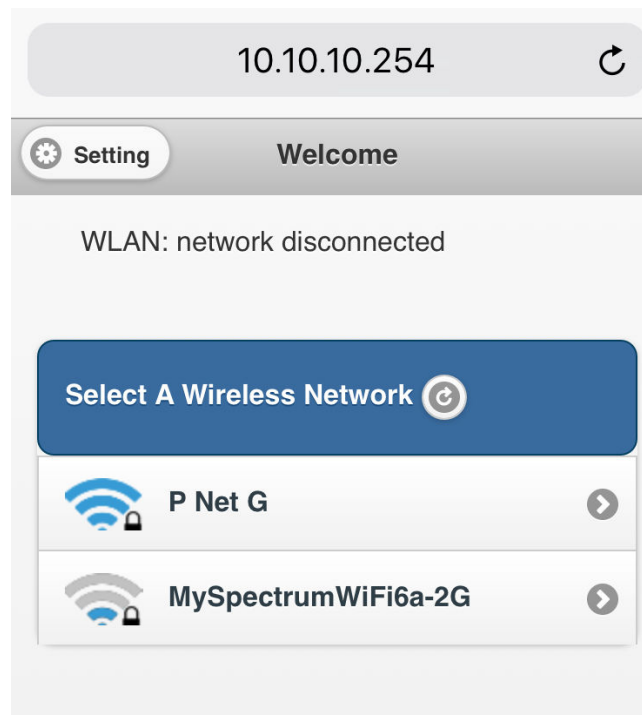 10.10.10.254
Setting
Welcome
WLAN: network disconnected
Select A Wireless Network
P Net G
MySpectrumWiFi6a-2G